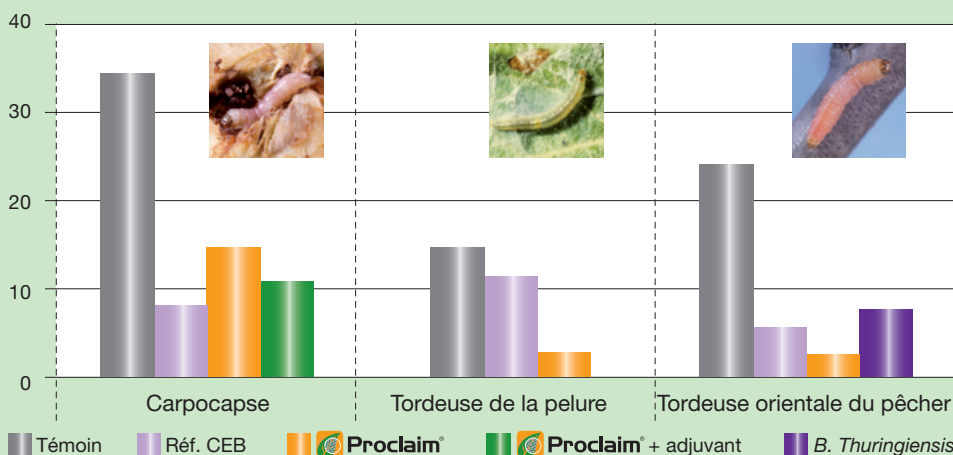 40
30
20
10
0
Carpocapse Tordeuse de la pelure Tordeuse orientale du pêcher
Témoin Réf. CEB Proclaim® Proclaim® + adjuvant B. Thuringiensis